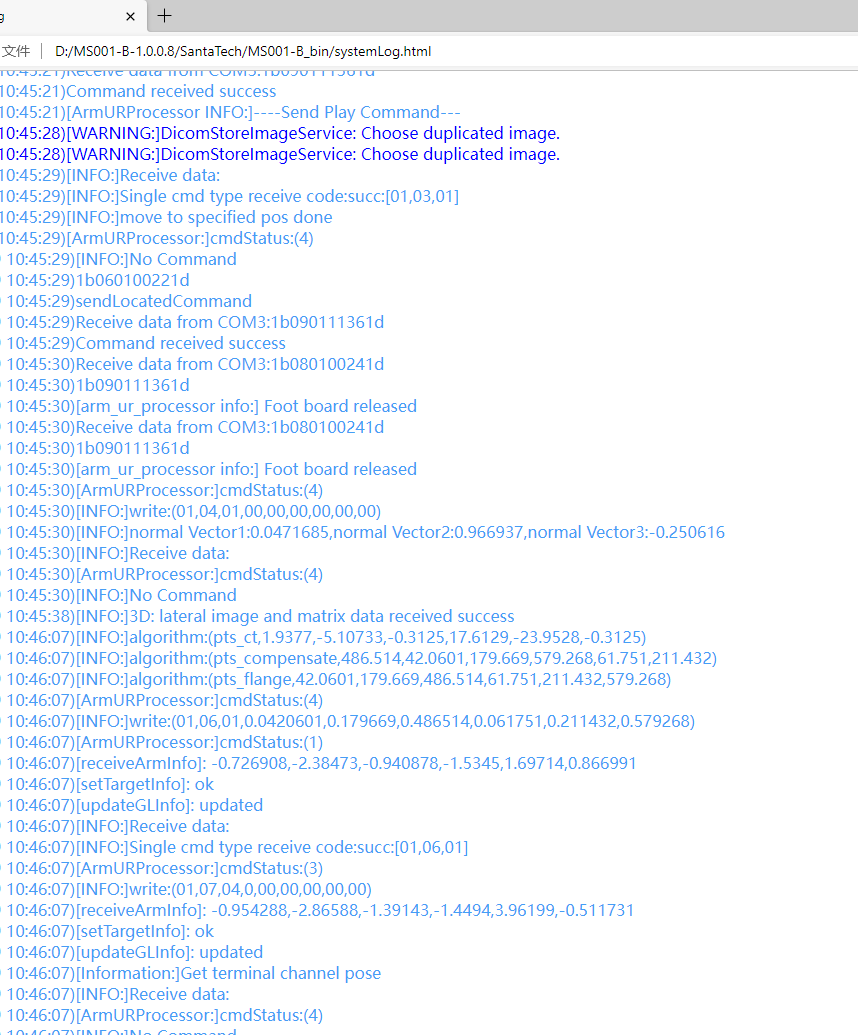 文件 D:/MS001-B-1.0.0.8/SantaTech/MS001-B_bin/systemLog.html
10:45:21)Receive data from COM3:1b090111361d
10:45:21)Command received success
10:45:21)[ArmURProcessor INFO:]----Send Play Command---
10:45:28)[WARNING:]DicomStoreImageService: Choose duplicated image.
10:45:28)[WARNING:]DicomStoreImageService: Choose duplicated image.
10:45:29)[INFO:]Receive data:
10:45:29)[INFO:]Single cmd type receive code:succ:[01,03,01]
10:45:29)[INFO:]move to specified pos done
10:45:29)[ArmURProcessor:]cmdStatus:(4)
10:45:29)[INFO:]No Command
10:45:29)1b060100221d
10:45:29)sendLocatedCommand
10:45:29)Receive data from COM3:1b090111361d
10:45:29)Command received success
10:45:30)Receive data from COM3:1b080100241d
10:45:30)1b090111361d
10:45:30)[arm_ur_processor info:] Foot board released
10:45:30)Receive data from COM3:1b080100241d
10:45:30)1b090111361d
10:45:30)[arm_ur_processor info:] Foot board released
10:45:30)[ArmURProcessor:]cmdStatus:(4)
10:45:30)[INFO:]write:(01,04,01,00,00,00,00,00,00)
10:45:30)[INFO:]normal Vector1:0.0471685,normal Vector2:0.966937,normal Vector3:-0.250616
10:45:30)[INFO:]Receive data:
10:45:30)[ArmURProcessor:]cmdStatus:(4)
10:45:30)[INFO:]No Command
10:45:38)[INFO:]3D: lateral image and matrix data received success
10:46:07)[INFO:]algorithm:(pts_ct,1.9377,-5.10733,-0.3125,17.6129,-23.9528,-0.3125)
10:46:07)[INFO:]algorithm:(pts_compensate,486.514,42.0601,179.669,579.268,61.751,211.432)
10:46:07)[INFO:]algorithm:(pts_flange,42.0601,179.669,486.514,61.751,211.432,579.268)
10:46:07)[ArmURProcessor:]cmdStatus:(4)
10:46:07)[INFO:]write:(01,06,01,0.0420601,0.179669,0.486514,0.061751,0.211432,0.579268)
10:46:07)[ArmURProcessor:]cmdStatus:(1)
10:46:07)[receiveArmInfo]: -0.726908,-2.38473,-0.940878,-1.5345,1.69714,0.866991
10:46:07)[setTargetInfo]: ok
10:46:07)[updateGLInfo]: updated
10:46:07)[INFO:]Receive data:
10:46:07)[INFO:]Single cmd type receive code:succ:[01,06,01]
10:46:07)[ArmURProcessor:]cmdStatus:(3)
10:46:07)[INFO:]write:(01,07,04,0,00,00,00,00,00)
10:46:07)[receiveArmInfo]: -0.954288,-2.86588,-1.39143,-1.4494,3.96199,-0.511731
10:46:07)[setTargetInfo]: ok
10:46:07)[updateGLInfo]: updated
10:46:07)[Information:]Get terminal channel pose
10:46:07)[INFO:]Receive data:
10:46:07)[ArmURProcessor:]cmdStatus:(4)
10:46:07)[INFO:]No Command